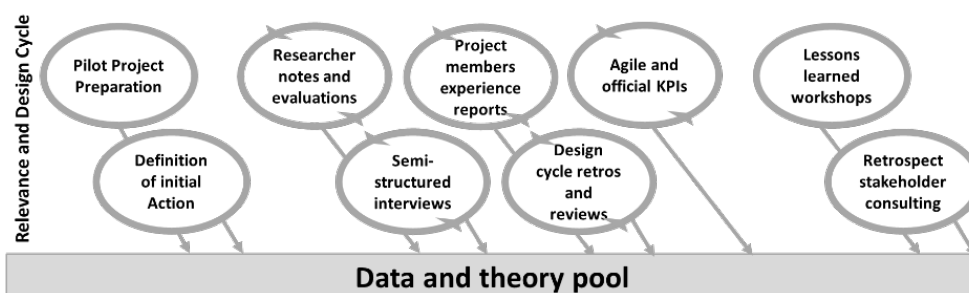 Relevance and Design Cycle
Pilot Project
Preparation
Definition
of initial
Action
Researcher
notes and
evaluations
Semi-
structured
interviews
Project
members
experience
reports
Design
cycle retros
and
reviews
Agile and
official KPIs
Lessons
learned
workshops
Retrospect
stakeholder
consulting
Data and theory pool